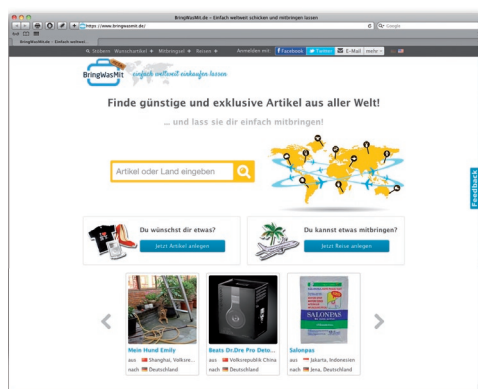 BringWasMit.de – Einfach weltweit schicken und mitbringen lassen
https://www.bringwasmit.de/
Google
BringWasMit.de - Einfach weltwei...
Stöbern Wunschartikel + Mitbringsel + Reisen + Anmelden mit: Facebook Twitter E-Mail mehr
BringWasMit einfach weltweit einkaufen lassen
Finde günstige und exklusive Artikel aus aller Welt!
... und lass sie dir einfach mitbringen!
Artikel oder Land eingeben
Feedback
Du wünschst dir etwas?
Jetzt Artikel anlegen
Du kannst etwas mitbringen?
Jetzt Reise anlegen
SALONPAS
Mein Hund Emily
aus Shanghai, Volksre...
nach Deutschland
Beats Dr.Dre Pro Deto...
aus Volksrepublik China
nach Deutschland
Salonpas
aus Jakarta, Indonesien
nach Jena, Deutschland